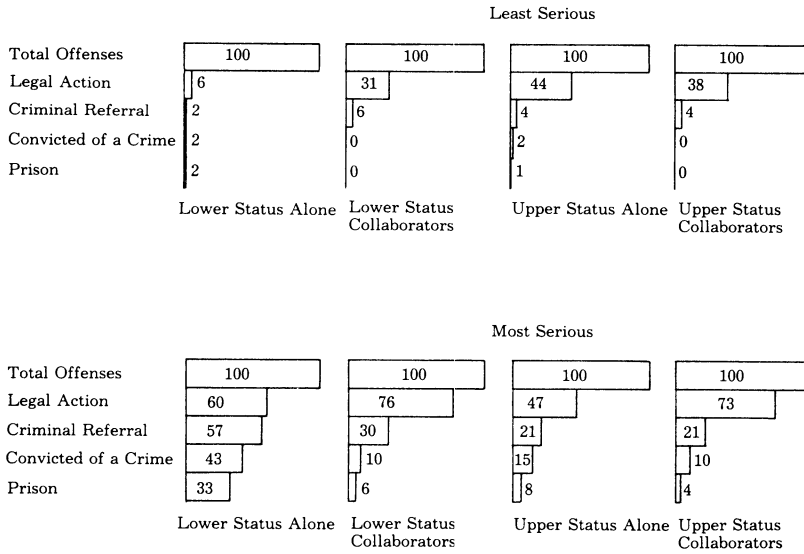 Least Serious
Total Offenses 100 100 100 100
Legal Action 6 31 44 38
Criminal Referral 2 6 4 4
Convicted of a Crime 2 0 2 0
Prison 2 0 1 0
Lower Status Alone Lower Status Upper Status Alone Upper Status
Collaborators Collaborators
Most Serious
Total Offenses 100 100 100 100
Legal Action 60 76 47 73
Criminal Referral 57 30 21 21
Convicted of a Crime 43 10 15 10
Prison 33 6 8 4
Lower Status Alone Lower Status Upper Status Alone Upper Status
Collaborators Collaborators